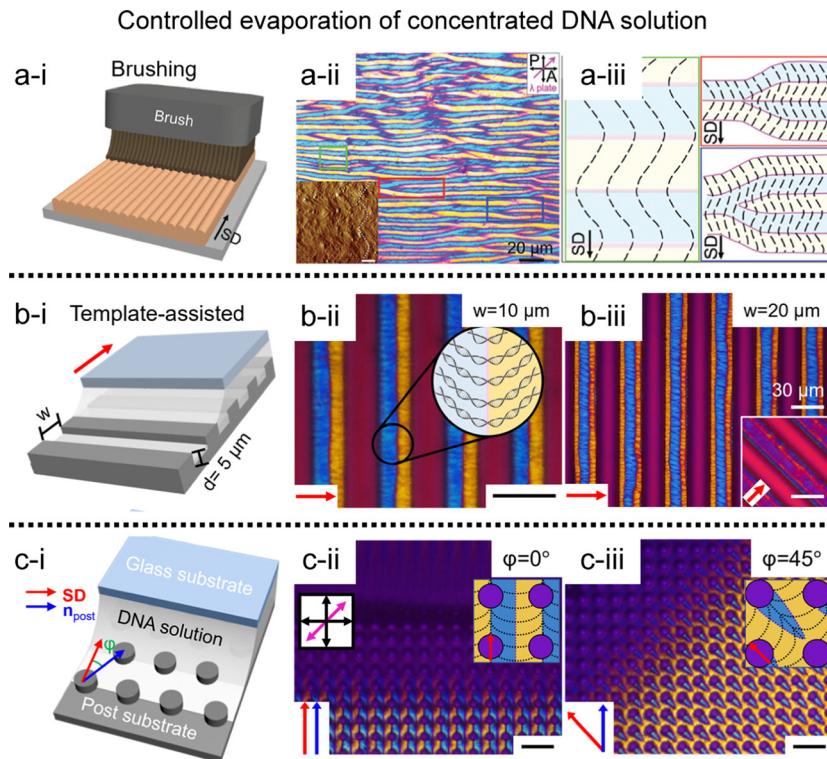 Controlled evaporation of concentrated DNA solution
a-i
Brushing
Brush
SD
a-ii
P
A
λ plate
20 μm
a-iii
SD
SD
SD
b-i
Template-assisted
w
d= 5 μm
b-ii
w=10 μm
b-iii
w=20 μm
30 μm
c-i
Glass substrate
SD
n post
DNA solution
φ
Post substrate
c-ii
φ=0°
c-iii
φ=45°